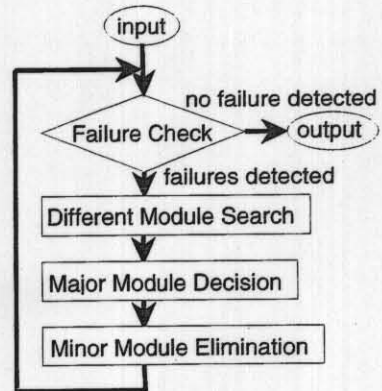 input
no failure detected
Failure Check
output
failures detected
Different Module Search
Major Module Decision
Minor Module Elimination